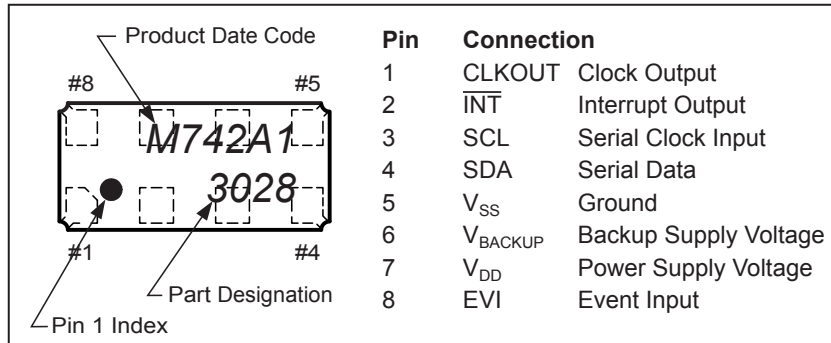 Product Date Code
#8 #5
M742A1
3028
#1 #4
Part Designation
Pin 1 Index
Pin Connection
1 CLKOUT Clock Output
2 I̅N̅T̅ Interrupt Output
3 SCL Serial Clock Input
4 SDA Serial Data
5 VSS Ground
6 VBACKUP Backup Supply Voltage
7 VDD Power Supply Voltage
8 EVI Event Input